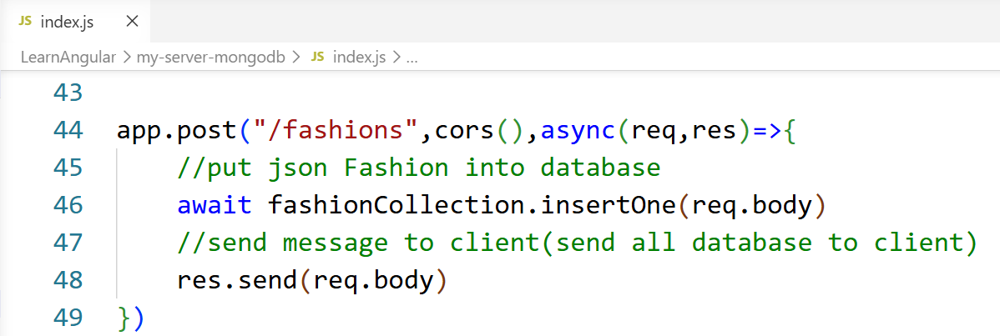 JS index.js ×
LearnAngular > my-server-mongodb > JS index.js > ...
43
44 app.post("/fashions",cors(),async(req,res)=>{
45 //put json Fashion into database
46 await fashionCollection.insertOne(req.body)
47 //send message to client(send all database to client)
48 res.send(req.body)
49 })